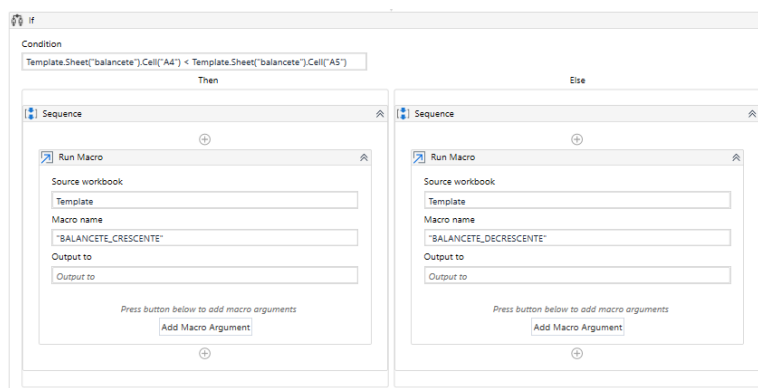 If
Condition
Template.Sheet("balancete").Cell("A4") < Template.Sheet("balancete").Cell("A5")
Then
Else
Sequence
Sequence
Run Macro
Run Macro
Source workbook
Source workbook
Template
Template
Macro name
Macro name
"BALANCETE_CRESCENTE"
"BALANCETE_DECRESCENTE"
Output to
Output to
Output to
Output to
Press button below to add macro arguments
Press button below to add macro arguments
Add Macro Argument
Add Macro Argument